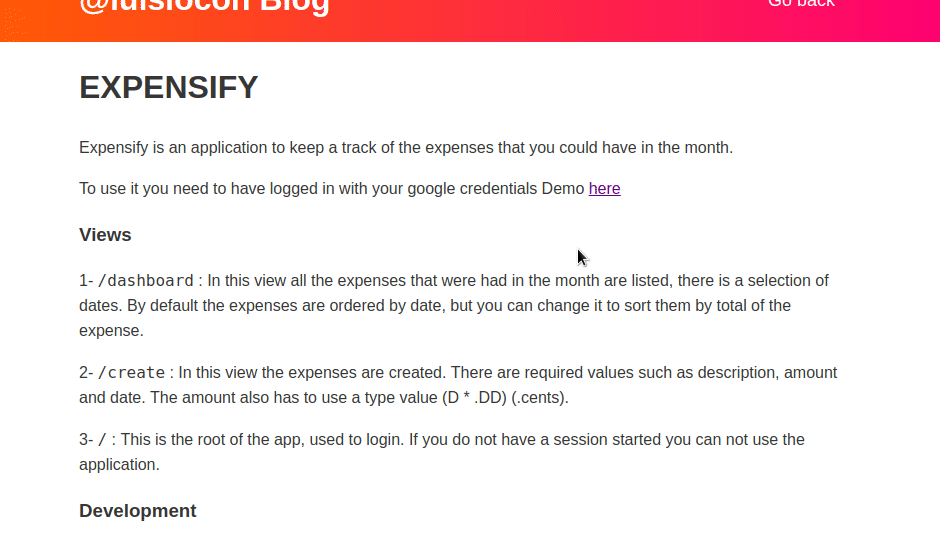 Blog
Go back
EXPENSIFY
Expensify is an application to keep a track of the expenses that you could have in the month.
To use it you need to have logged in with your google credentials Demo here
Views
1- /dashboard : In this view all the expenses that were had in the month are listed, there is a selection of
dates. By default the expenses are ordered by date, but you can change it to sort them by total of the
expense.
2- /create : In this view the expenses are created. There are required values such as description, amount
and date. The amount also has to use a type value (D * .DD) (.cents).
3- / : This is the root of the app, used to login. If you do not have a session started you can not use the
application.
Development